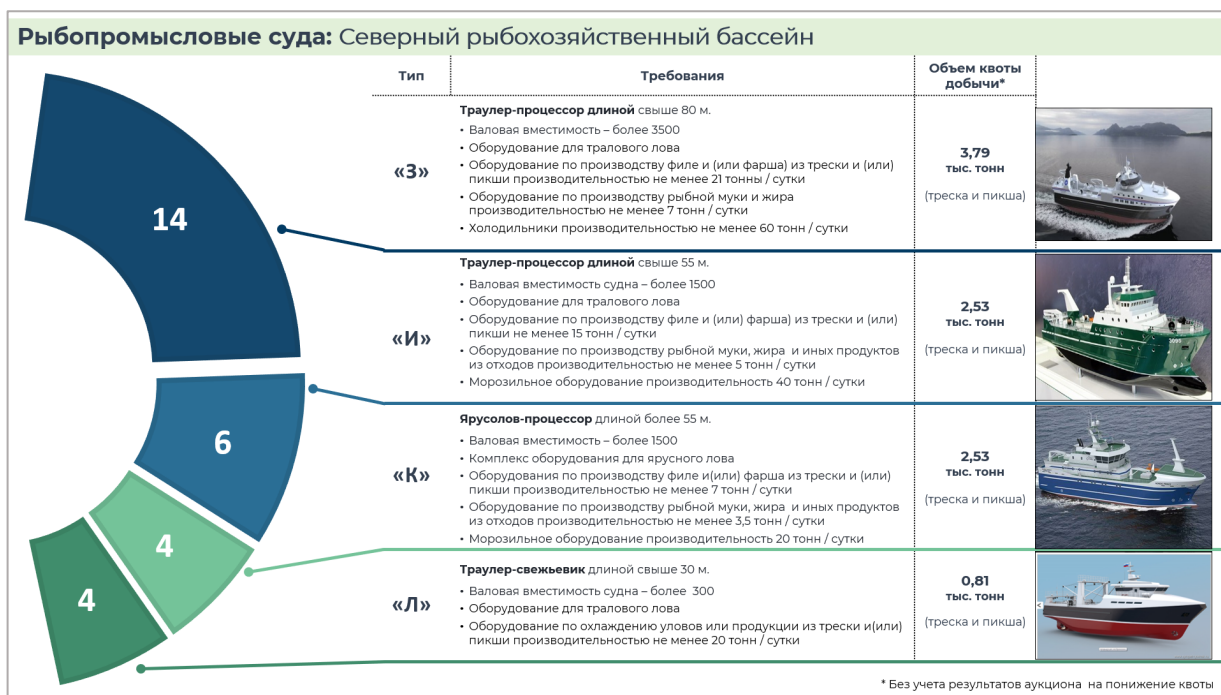 Рыбопромысловые суда: Северный рыбохозяйственный бассейн
Тип
Требования
Объем квоты
добычи*
14
6
4
4
«З»
Траулер-процессор длиной свыше 80 м.
• Валовая вместимость – более 3500
• Оборудование для тралового лова
• Оборудование по производству филе и (или фарша) из трески и (или)
пикши производительностью не менее 21 тонны / сутки
• Оборудование по производству рыбной муки и жира
производительностью не менее 7 тонн / сутки
• Холодильники производительностью не менее 60 тонн / сутки
3,79
тыс. тонн
(треска и пикша)
«И»
Траулер-процессор длиной свыше 55 м.
• Валовая вместимость судна – более 1500
• Оборудование для тралового лова
• Оборудование по производству филе и (или) фарша) из трески и (или)
пикши не менее 15 тонн / сутки
• Оборудование по производству рыбной муки, жира и иных продуктов
из отходов производительностью не менее 5 тонн / сутки
• Морозильное оборудование производительность 40 тонн / сутки
2,53
тыс. тонн
(треска и пикша)
«К»
Ярусолов-процессор длиной более 55 м.
• Валовая вместимость – более 1500
• Комплекс оборудования для ярусного лова
• Оборудования по производству филе и(или) фарша из трески и (или)
пикши производительностью не менее 7 тонн / сутки
• Оборудование по производству рыбной муки, жира и иных продуктов
из отходов производительностью не менее 3,5 тонн / сутки
• Морозильное оборудование производительность 20 тонн / сутки
2,53
тыс. тонн
(треска и пикша)
«Л»
Траулер-свежьевик длиной свыше 30 м.
• Валовая вместимость судна – более 300
• Оборудование для тралового лова
• Оборудование по охлаждению уловов или продукции из трески и(или)
пикши производительностью не менее 20 тонн / сутки
0,81
тыс. тонн
(треска и пикша)
* Без учета результатов аукциона на понижение квоты